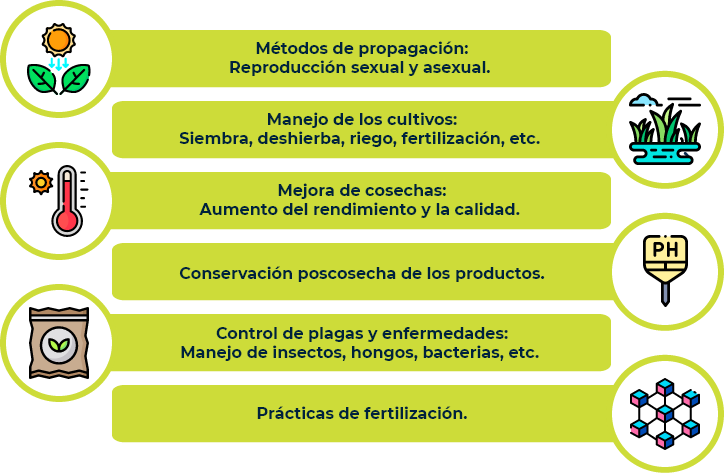 Métodos de propagación:
Reproducción sexual y asexual.
Manejo de los cultivos:
Siembra, deshierba, riego, fertilización, etc.
Mejora de cosechas:
Aumento del rendimiento y la calidad.
Conservación poscosecha de los productos.
PH
Control de plagas y enfermedades:
Manejo de insectos, hongos, bacterias, etc.
Prácticas de fertilización.